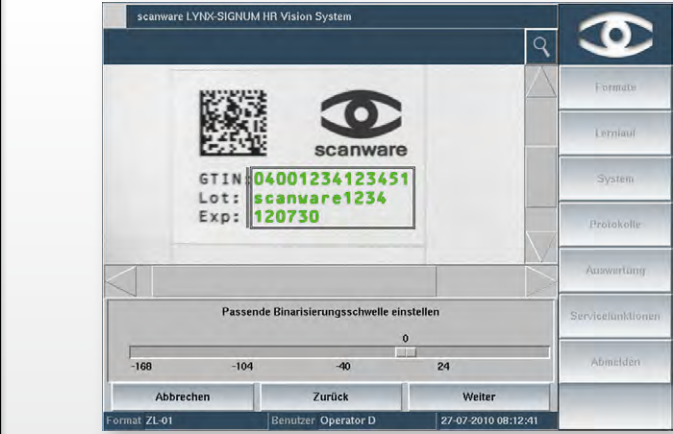 scanware LYNX-SIGNUM HR Vision System
scanware
GTIN: 04001234123451
Lot: scanware1234
Exp: 120730
Passende Binarisierungsschwelle einstellen
0
-168 -104 -40 24
Abbrechen Zurück Weiter
Format ZL-01 Benutzer Operator D 27-07-2010 08:12:41
Formate
Lernlauf
System
Protokolle
Auswertung
Servicefunktionen
Abmelden